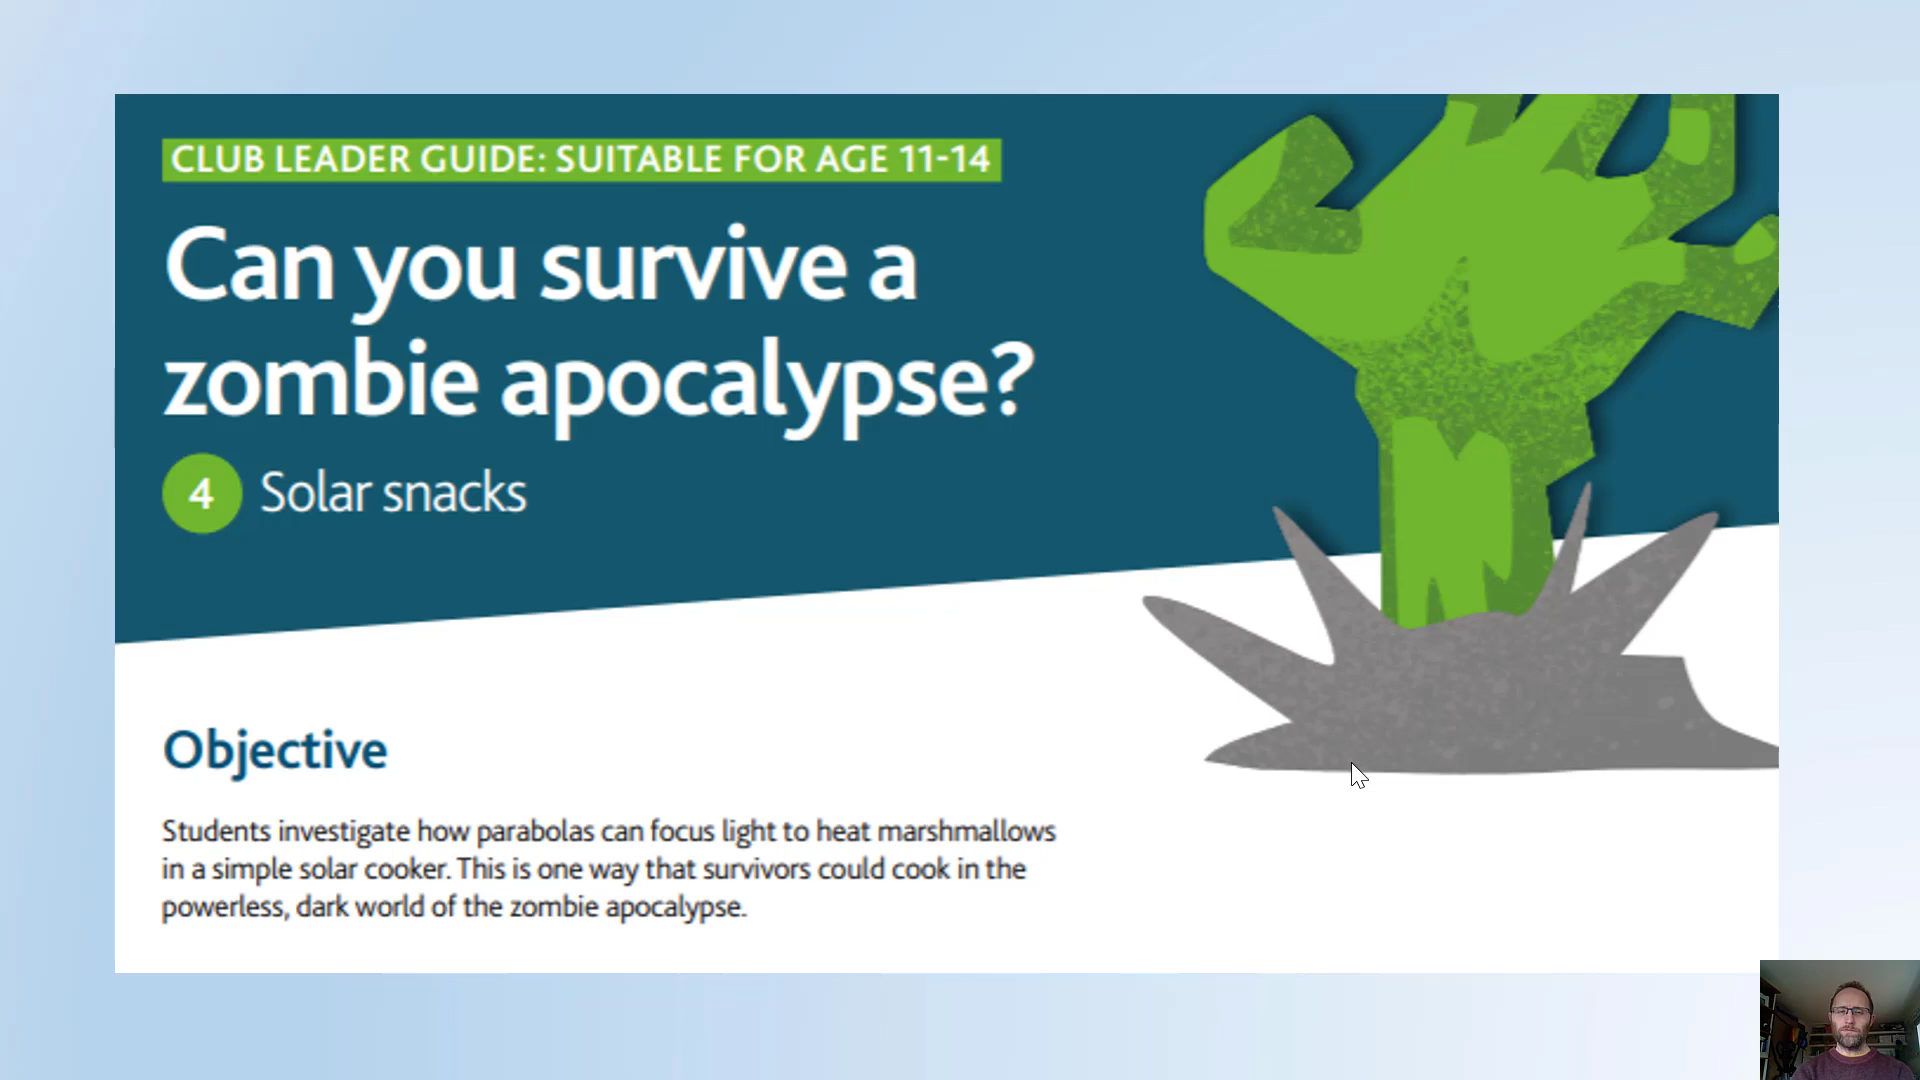 CLUB LEADER GUIDE: SUITABLE FOR AGE 11-14
Can you survive a
zombie apocalypse?
4 Solar snacks
Objective
Students investigate how parabolas can focus light to heat marshmallows
in a simple solar cooker. This is one way that survivors could cook in the
powerless, dark world of the zombie apocalypse.